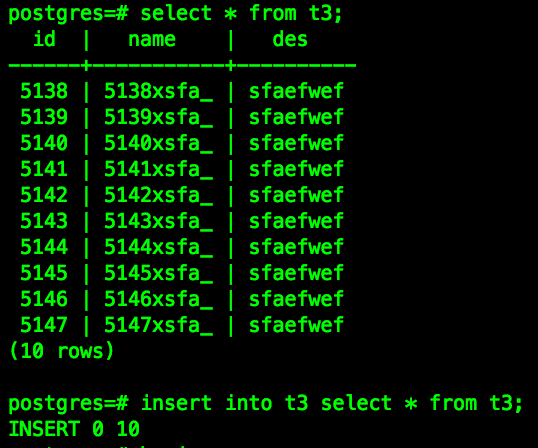 postgres=# select * from t3;
id | name | des
------+-----------+----------
5138 | 5138xsfa_ | sfaefwef
5139 | 5139xsfa_ | sfaefwef
5140 | 5140xsfa_ | sfaefwef
5141 | 5141xsfa_ | sfaefwef
5142 | 5142xsfa_ | sfaefwef
5143 | 5143xsfa_ | sfaefwef
5144 | 5144xsfa_ | sfaefwef
5145 | 5145xsfa_ | sfaefwef
5146 | 5146xsfa_ | sfaefwef
5147 | 5147xsfa_ | sfaefwef
(10 rows)
postgres=# insert into t3 select * from t3;
INSERT 0 10